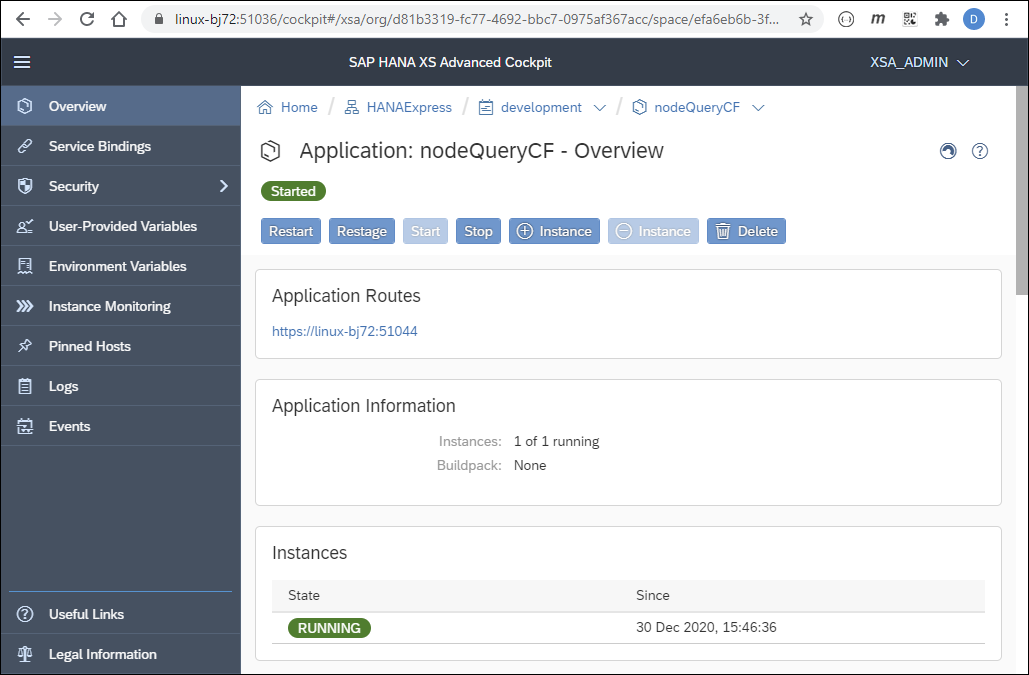 linux-bj72:51036/cockpit#/xsa/org/d81b3319-fc77-4692-bbc7-0975af367acc/space/efa6eb6b-3f...
m
D
SAP HANA XS Advanced Cockpit
XSA_ADMIN
Overview
Service Bindings
Security
User-Provided Variables
Environment Variables
Instance Monitoring
Pinned Hosts
Logs
Events
Useful Links
Legal Information
Home / HANAExpress / development / nodeQueryCF
Application: nodeQueryCF - Overview
Started
Restart Restage Start Stop Instance Instance Delete
Application Routes
https://linux-bj72:51044
Application Information
Instances: 1 of 1 running
Buildpack: None
Instances
State Since
RUNNING 30 Dec 2020, 15:46:36